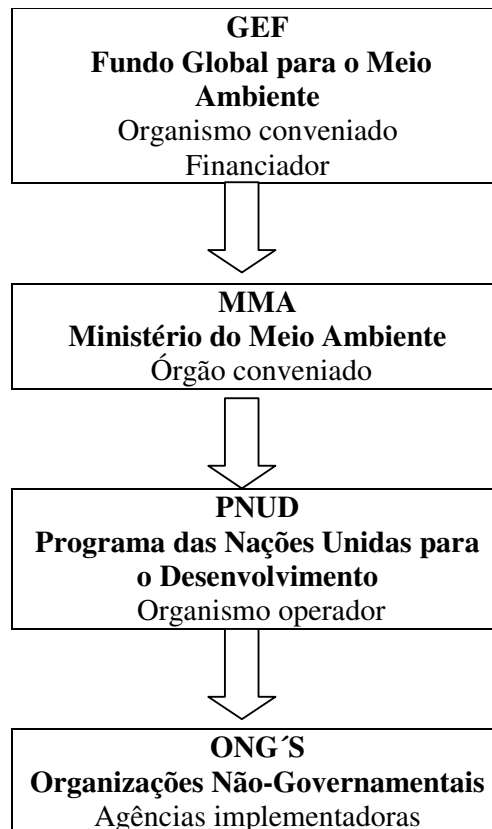 GEF
Fundo Global para o Meio
Ambiente
Organismo conveniado
Financiador
MMA
Ministério do Meio Ambiente
Órgão conveniado
PNUD
Programa das Nações Unidas para
o Desenvolvimento
Organismo operador
ONG´S
Organizações Não-Governamentais
Agências implementadoras